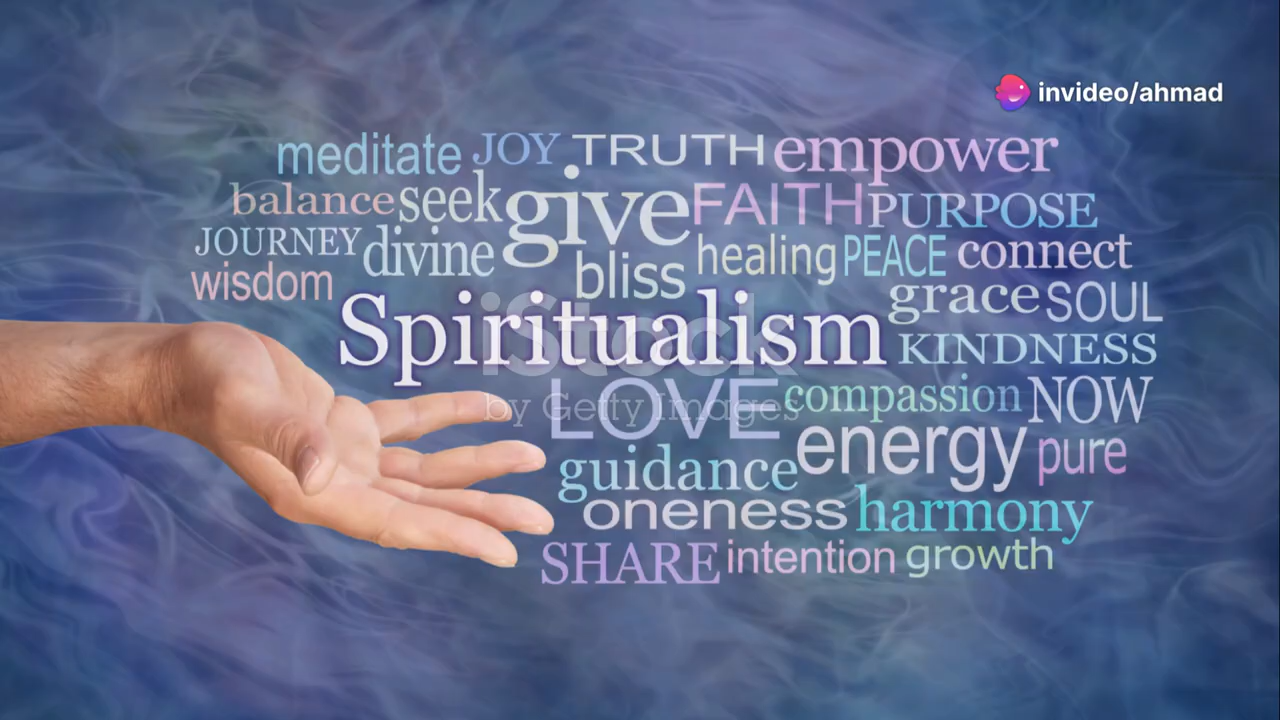 invideo/ahmad
meditate JOY TRUTH empower
balance seek give FAITH PURPOSE
JOURNEY divine bliss healing PEACE connect
wisdom grace SOUL
Spiritualism KINDNESS
iStock
by Getty Images
LOVE compassion NOW
guidance energy pure
oneness harmony
SHARE intention growth